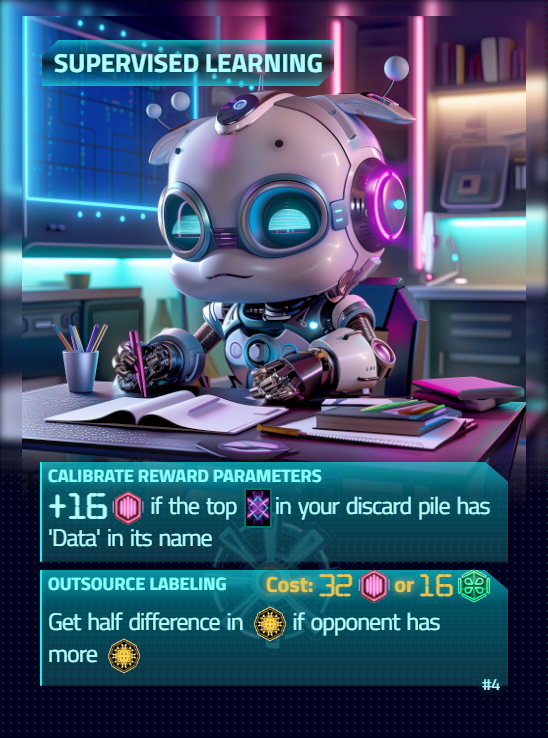 SUPERVISED LEARNING
CALIBRATE REWARD PARAMETERS
+16 if the top in your discard pile has
'Data' in its name
OUTSOURCE LABELING Cost: 32 or 16
Get half difference in if opponent has
more
#4